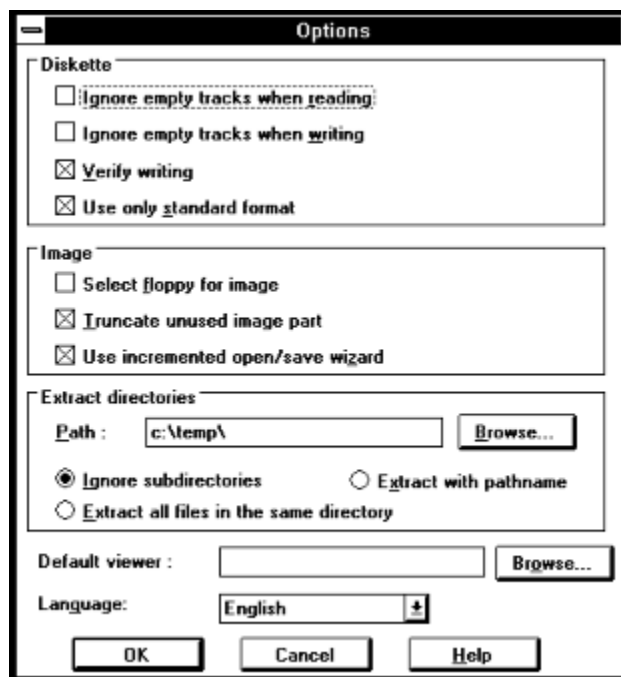 Options
Diskette
Ignore empty tracks when reading
Ignore empty tracks when writing
Verify writing
Use only standard format
Image
Select floppy for image
Truncate unused image part
Use incremented open/save wizard
Extract directories
Path : c:\temp\ Browse...
Ignore subdirectories Extract with pathname
Extract all files in the same directory
Default viewer : Browse...
Language: English
OK Cancel Help